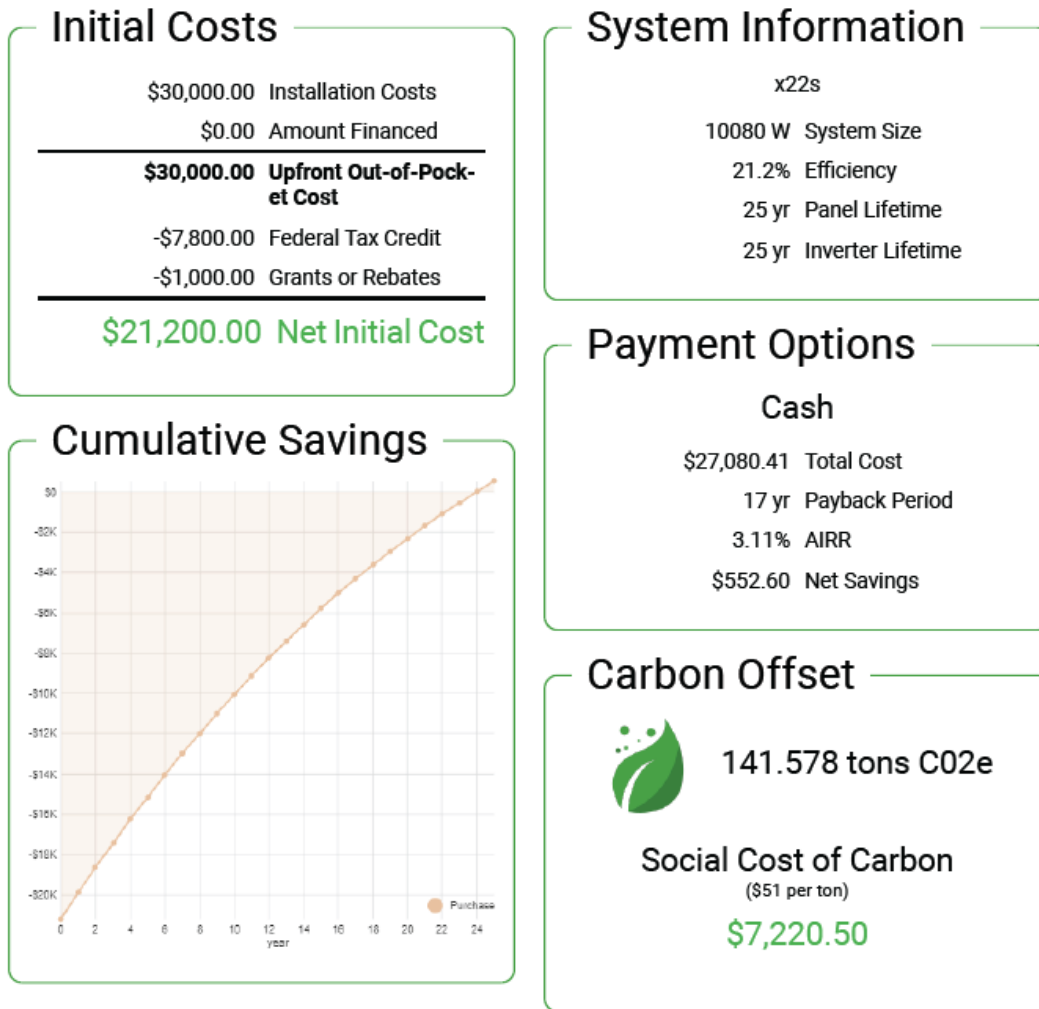 Initial Costs
$30,000.00 Installation Costs
$0.00 Amount Financed
$30,000.00 Upfront Out-of-Pock-
et Cost
-$7,800.00 Federal Tax Credit
-$1,000.00 Grants or Rebates
$21,200.00 Net Initial Cost
Cumulative Savings
$0
-$2K
-$4K
-$6K
-$8K
-$10K
-$12K
-$14K
-$16K
-$18K
-$20K
Purchase
0 2 4 6 8 10 12 14 16 18 20 22 24
year
System Information
x22s
10080 W System Size
21.2% Efficiency
25 yr Panel Lifetime
25 yr Inverter Lifetime
Payment Options
Cash
$27,080.41 Total Cost
17 yr Payback Period
3.11% AIRR
$552.60 Net Savings
Carbon Offset
141.578 tons C02e
Social Cost of Carbon
($51 per ton)
$7,220.50